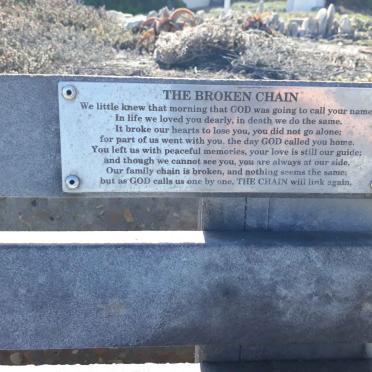 THE BROKEN CHAIN
We little knew that morning that GOD was going to call your name
In life we loved you dearly, in death we do the same.
It broke our hearts to lose you, you did not go alone;
for part of us went with you, the day GOD called you home.
You left us with peaceful memories, your love is still our guide;
and though we cannot see you, you are always at our side.
Our family chain is broken, and nothing seems the same;
but as GOD calls us one by one, THE CHAIN will link again.